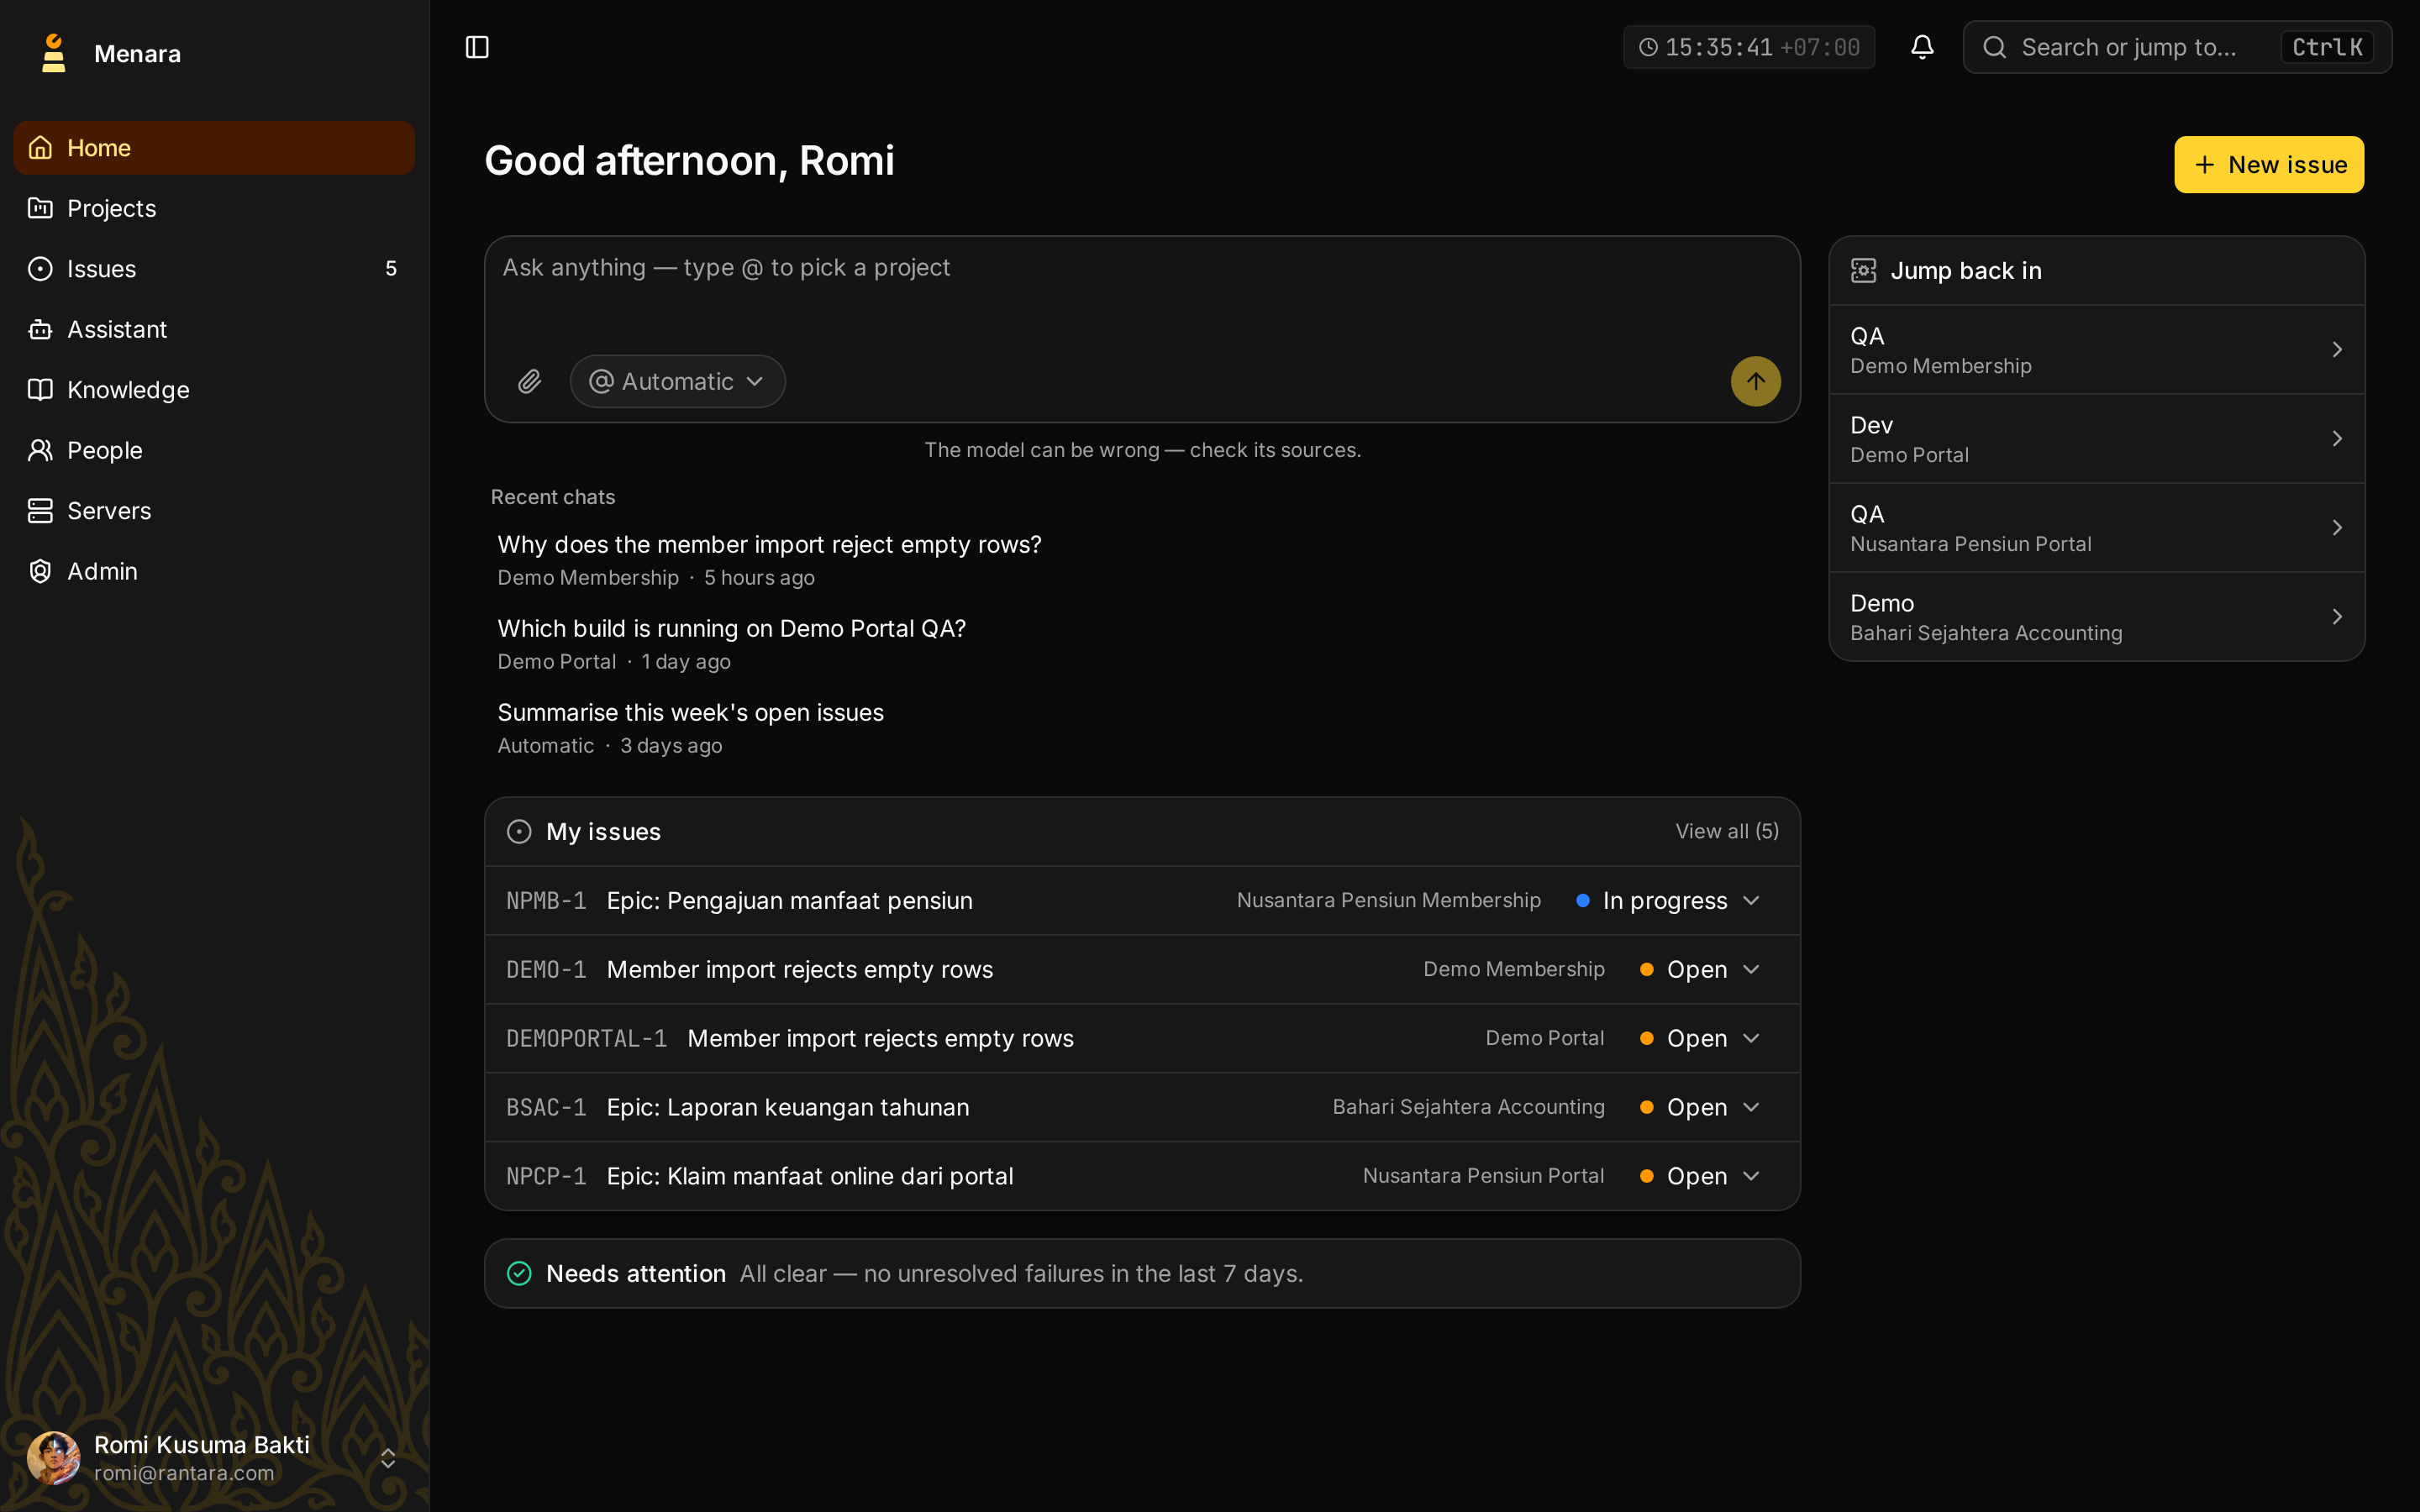 Menara
Home
Projects
Issues 5
Assistant
Knowledge
People
Servers
Admin
Romi Kusuma Bakti
romi@rantara.com
15:35:41 +07:00
Search or jump to...
Ctrl K
Good afternoon, Romi
New issue
Ask anything — type @ to pick a project
@ Automatic
The model can be wrong — check its sources.
Recent chats
Why does the member import reject empty rows?
Demo Membership · 5 hours ago
Which build is running on Demo Portal QA?
Demo Portal · 1 day ago
Summarise this week's open issues
Automatic · 3 days ago
My issues
View all (5)
NPMB-1 Epic: Pengajuan manfaat pensiun Nusantara Pensiun Membership In progress
DEMO-1 Member import rejects empty rows Demo Membership Open
DEMOPORTAL-1 Member import rejects empty rows Demo Portal Open
BSAC-1 Epic: Laporan keuangan tahunan Bahari Sejahtera Accounting Open
NPCP-1 Epic: Klaim manfaat online dari portal Nusantara Pensiun Portal Open
Needs attention All clear — no unresolved failures in the last 7 days.
Jump back in
QA
Demo Membership
Dev
Demo Portal
QA
Nusantara Pensiun Portal
Demo
Bahari Sejahtera Accounting